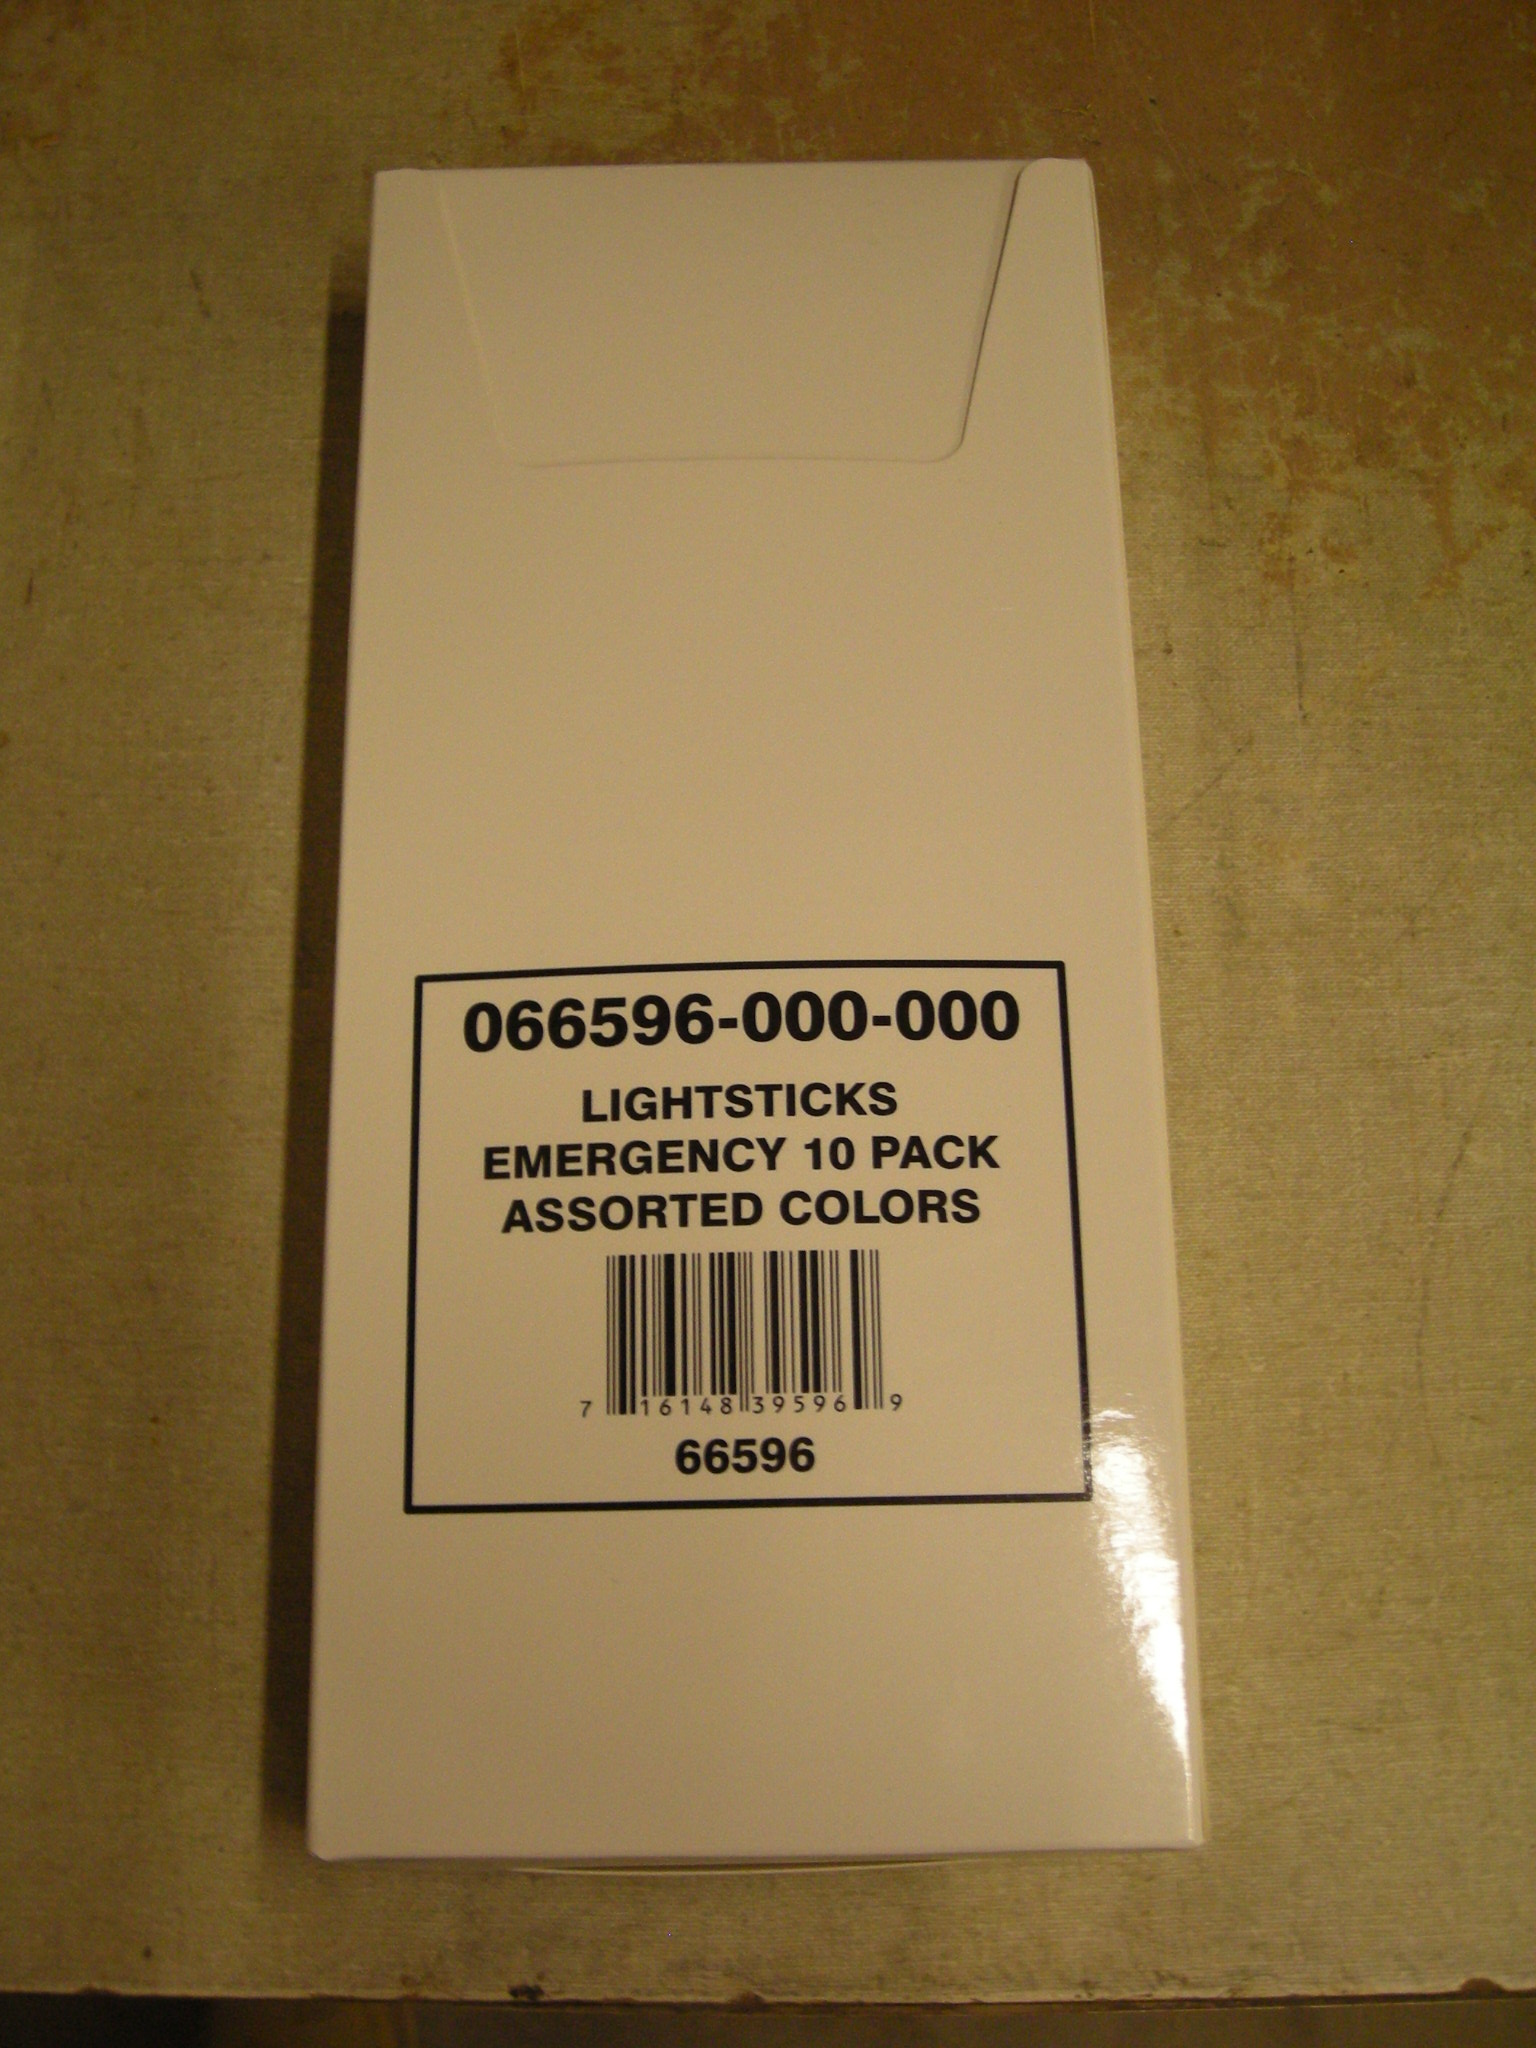 066596-000-000
LIGHTSTICKS
EMERGENCY 10 PACK
ASSORTED COLORS
7 16148 39596 9
66596